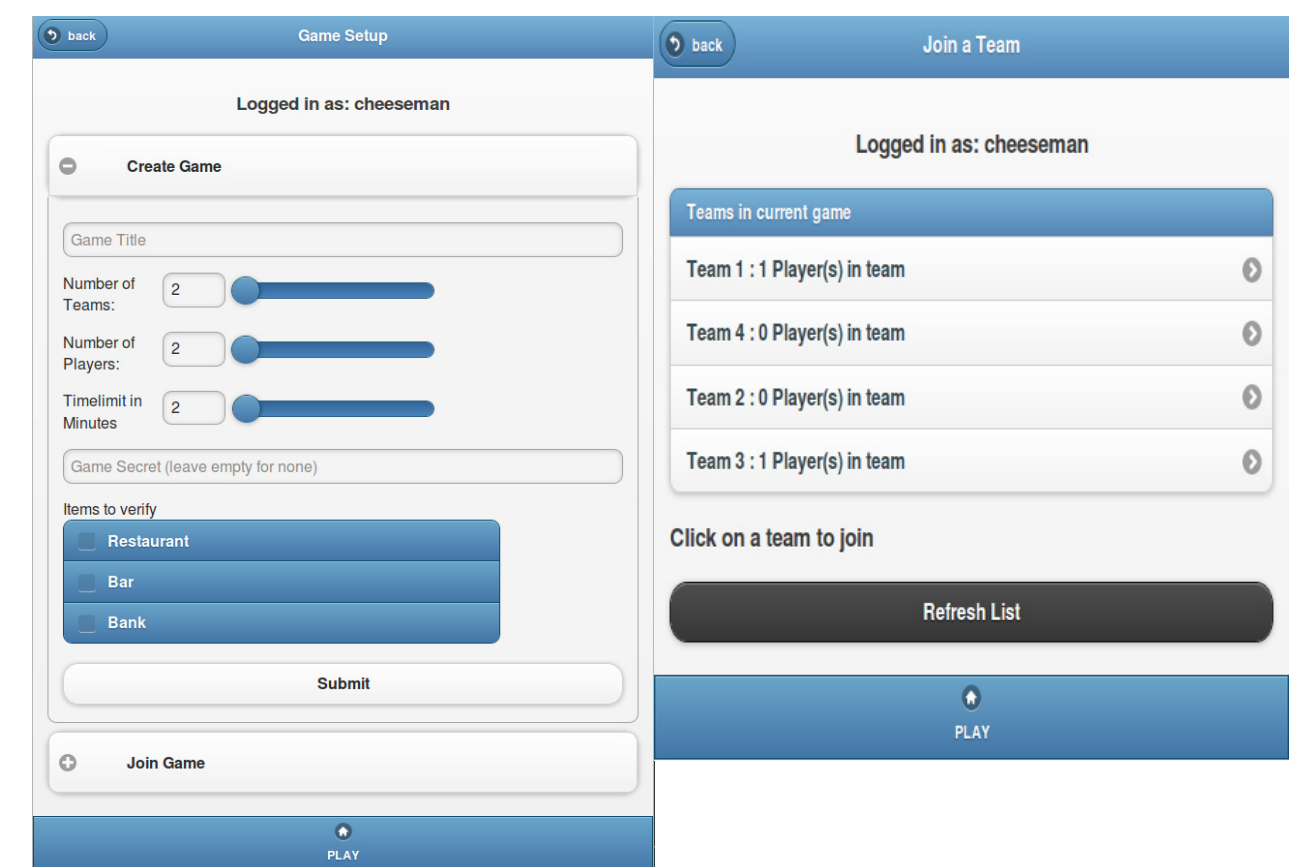 back
Game Setup
Logged in as: cheeseman
Create Game
Game Title
Number of
Teams:
2
Number of
Players:
2
Timelimit in
Minutes
2
Game Secret (leave empty for none)
Items to verify
Restaurant
Bar
Bank
Submit
Join Game
PLAY
back
Join a Team
Logged in as: cheeseman
Teams in current game
Team 1 : 1 Player(s) in team
Team 4 : 0 Player(s) in team
Team 2 : 0 Player(s) in team
Team 3 : 1 Player(s) in team
Click on a team to join
Refresh List
PLAY